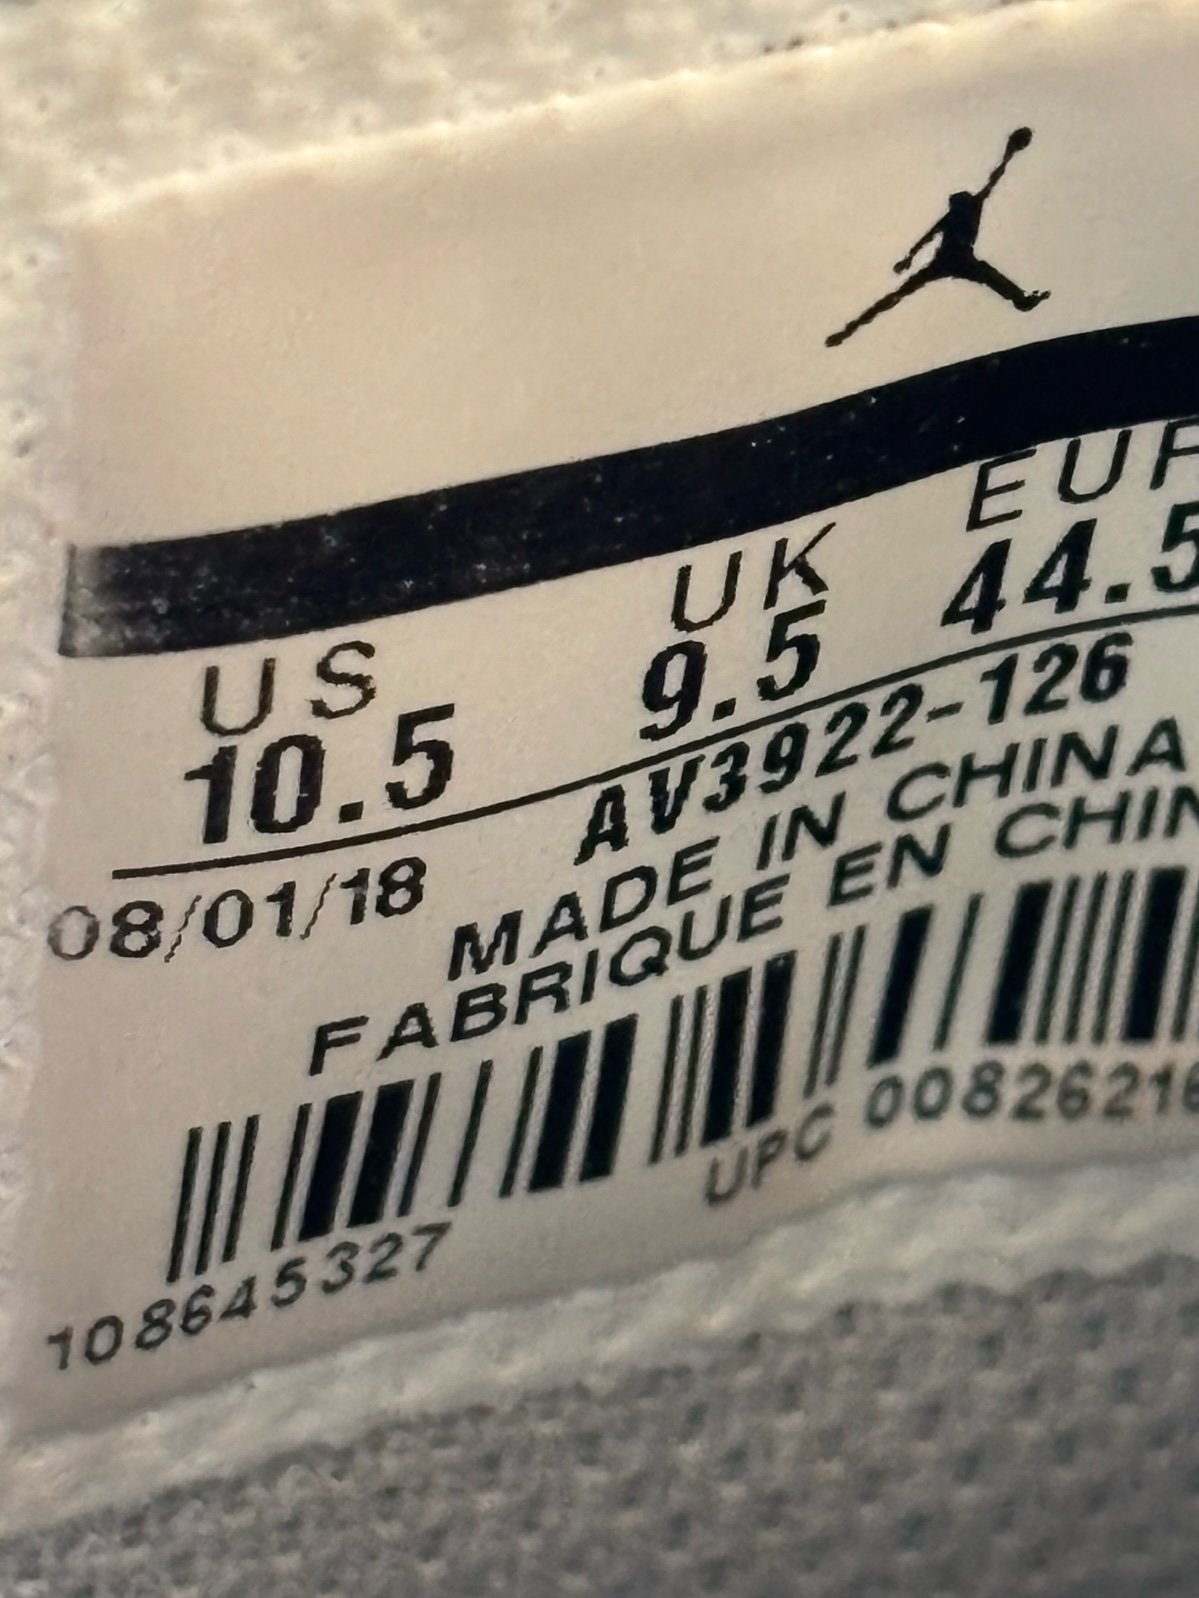 US UK EUR
10.5 9.5 44.5
08/01/18 AV3922-126
MADE IN CHINA
FABRIQUE EN CHIN
108645327 UPC 00826216